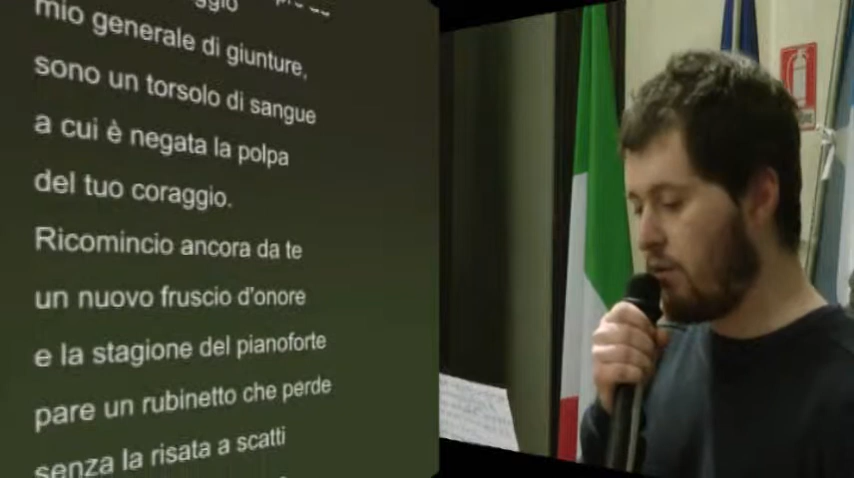 mio generale di giunture,
sono un torsolo di sangue
a cui è negata la polpa
del tuo coraggio.
Ricomincio ancora da te
un nuovo fruscio d'onore
e la stagione del pianoforte
pare un rubinetto che perde
senza la risata a scatti